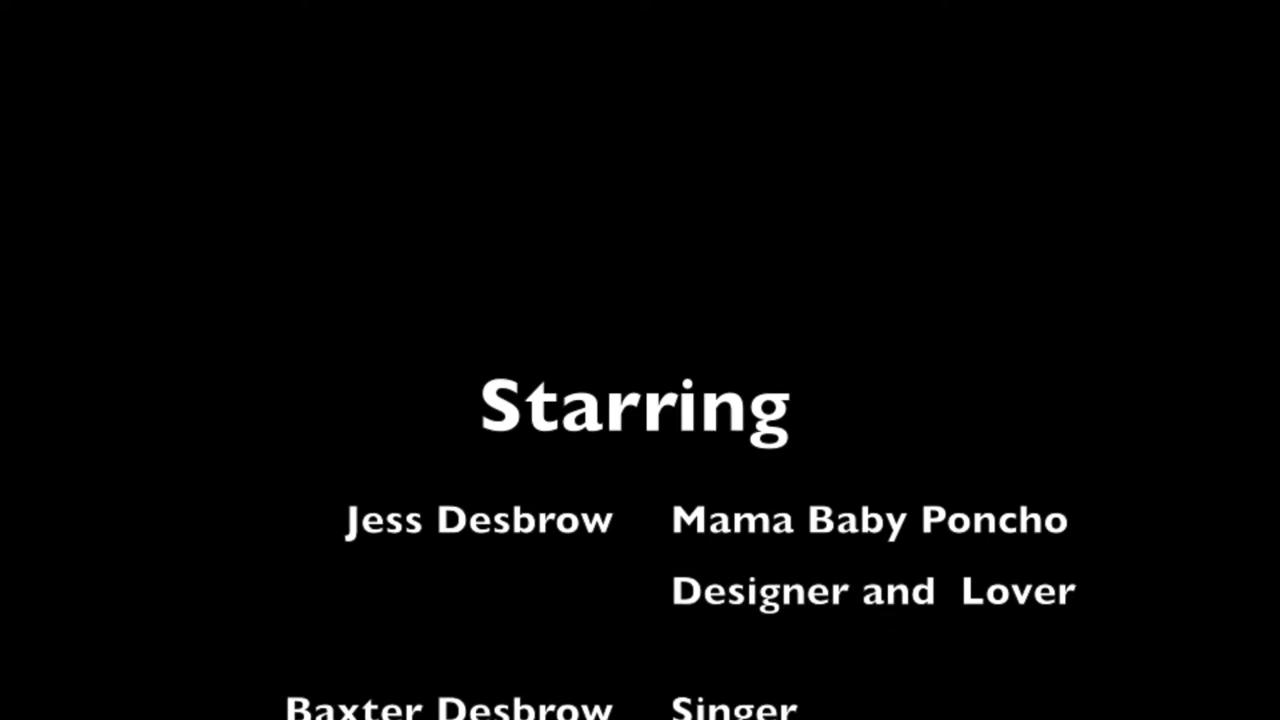 Starring
Jess Desbrow Mama Baby Poncho
Designer and  Lover
Baxter Desbrow Singer